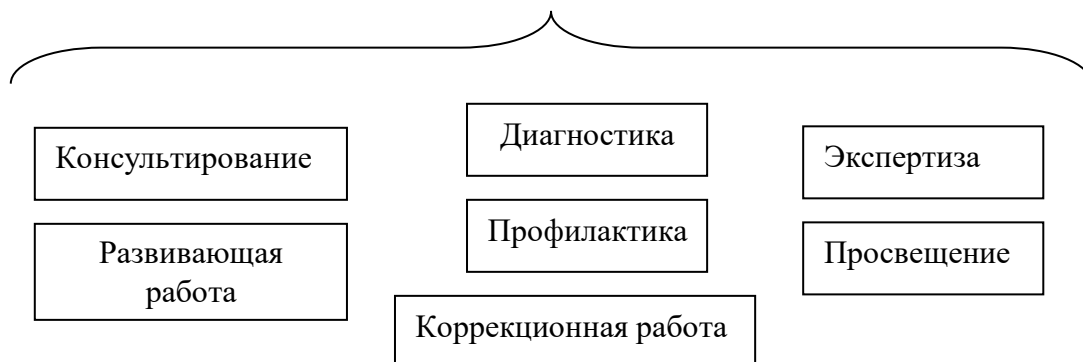 Консультирование
Развивающая
работа
Диагностика
Профилактика
Коррекционная работа
Экспертиза
Просвещение